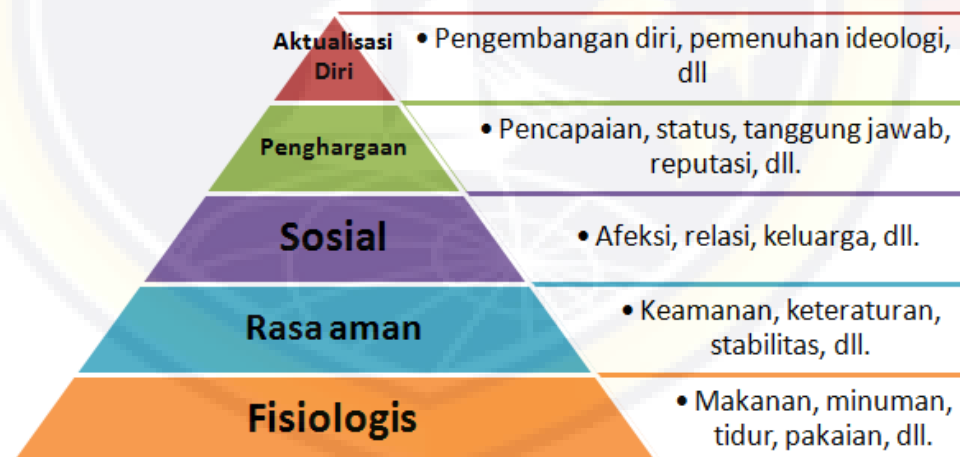 Aktualisasi
Diri
• Pengembangan diri, pemenuhan ideologi,
dll
Penghargaan
• Pencapaian, status, tanggung jawab,
reputasi, dll.
Sosial
• Afeksi, relasi, keluarga, dll.
Rasa aman
• Keamanan, keteraturan,
stabilitas, dll.
Fisiologis
• Makanan, minuman,
tidur, pakaian, dll.